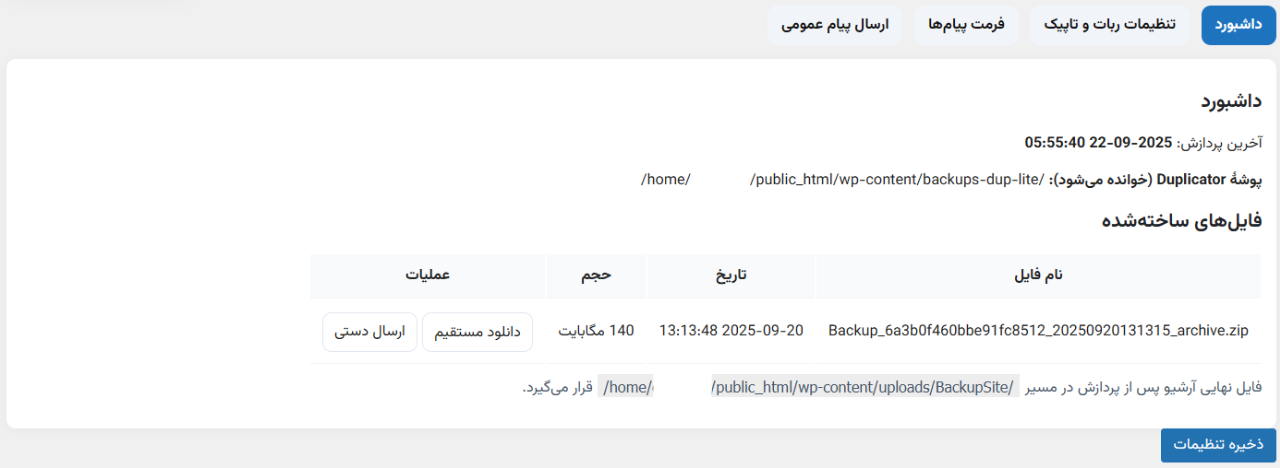 داشبورد
تنظیمات ربات و تاپیک
فرمت پیام‌ها
ارسال پیام عمومی
داشبورد
آخرین پردازش: 2025-09-22 05:55:40
پوشهٔ Duplicator (خوانده می‌شود): /home/ /public_html/wp-content/backups-dup-lite/
فایل‌های ساخته‌شده
نام فایل تاریخ حجم عملیات
Backup_6a3b0f460bbe91fc8512_20250920131315_archive.zip 2025-09-20 13:13:48 140 مگابایت دانلود مستقیم ارسال دستی
فایل نهایی آرشیو پس از پردازش در مسیر /home/ /public_html/wp-content/uploads/BackupSite/ قرار می‌گیرد.
ذخیره تنظیمات